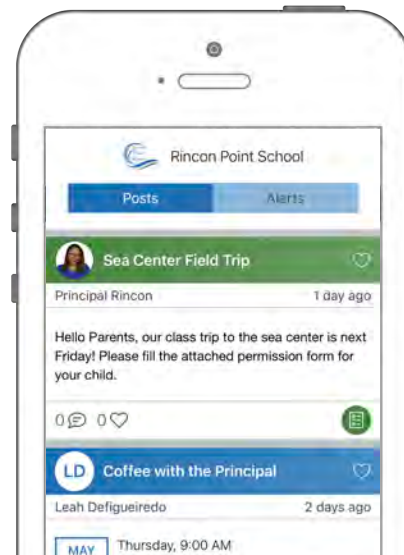 Rincon Point School
Posts Alerts
Sea Center Field Trip
Principal Rincon 1 day ago
Hello Parents, our class trip to the sea center is next
Friday! Please fill the attached permission form for
your child.
0 0
LD Coffee with the Principal
Leah Defigueiredo 2 days ago
MAY Thursday, 9:00 AM